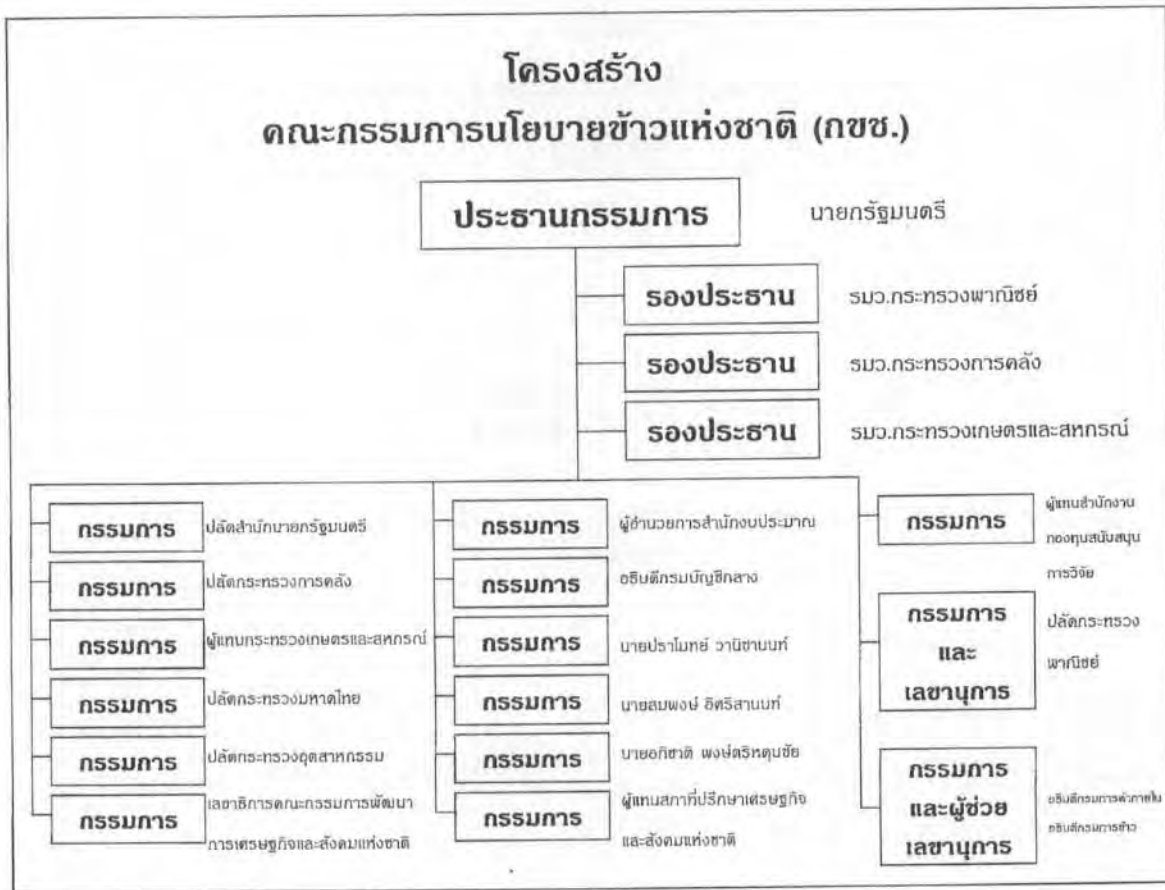 โครงสร้าง
คณะกรรมการนโยบายข้าวแห่งชาติ (กขช.)
ประธานกรรมการ นายกรัฐมนตรี
รองประธาน รมว.กระทรวงพาณิชย์
รองประธาน รมว.กระทรวงการคลัง
รองประธาน รมว.กระทรวงเกษตรและสหกรณ์
กรรมการ ปลัดสำนักนายกรัฐมนตรี
กรรมการ ปลัดกระทรวงการคลัง
กรรมการ ผู้แทนกระทรวงเกษตรและสหกรณ์
กรรมการ ปลัดกระทรวงมหาดไทย
กรรมการ ปลัดกระทรวงอุตสาหกรรม
กรรมการ เลขาธิการคณะกรรมการพัฒนา
การเศรษฐกิจและสังคมแห่งชาติ
กรรมการ ผู้อำนวยการสำนักงบประมาณ
กรรมการ อธิบดีกรมบัญชีกลาง
กรรมการ นายปราโมทย์ วานิชานนท์
กรรมการ นายสมพงษ์ อิศรีสานนท์
กรรมการ นายอภิชาติ พงษ์ศรีหดุลชัย
กรรมการ ผู้แทนสภาที่ปรึกษาเศรษฐกิจ
และสังคมแห่งชาติ
กรรมการ ผู้แทนสำนักงาน
กองทุนสนับสนุน
การวิจัย
กรรมการ
และ
เลขานุการ
ปลัดกระทรวง
พาณิชย์
กรรมการ
และผู้ช่วย
เลขานุการ
อธิบดีกรมการค้าภายใน
อธิบดีกรมการข้าว